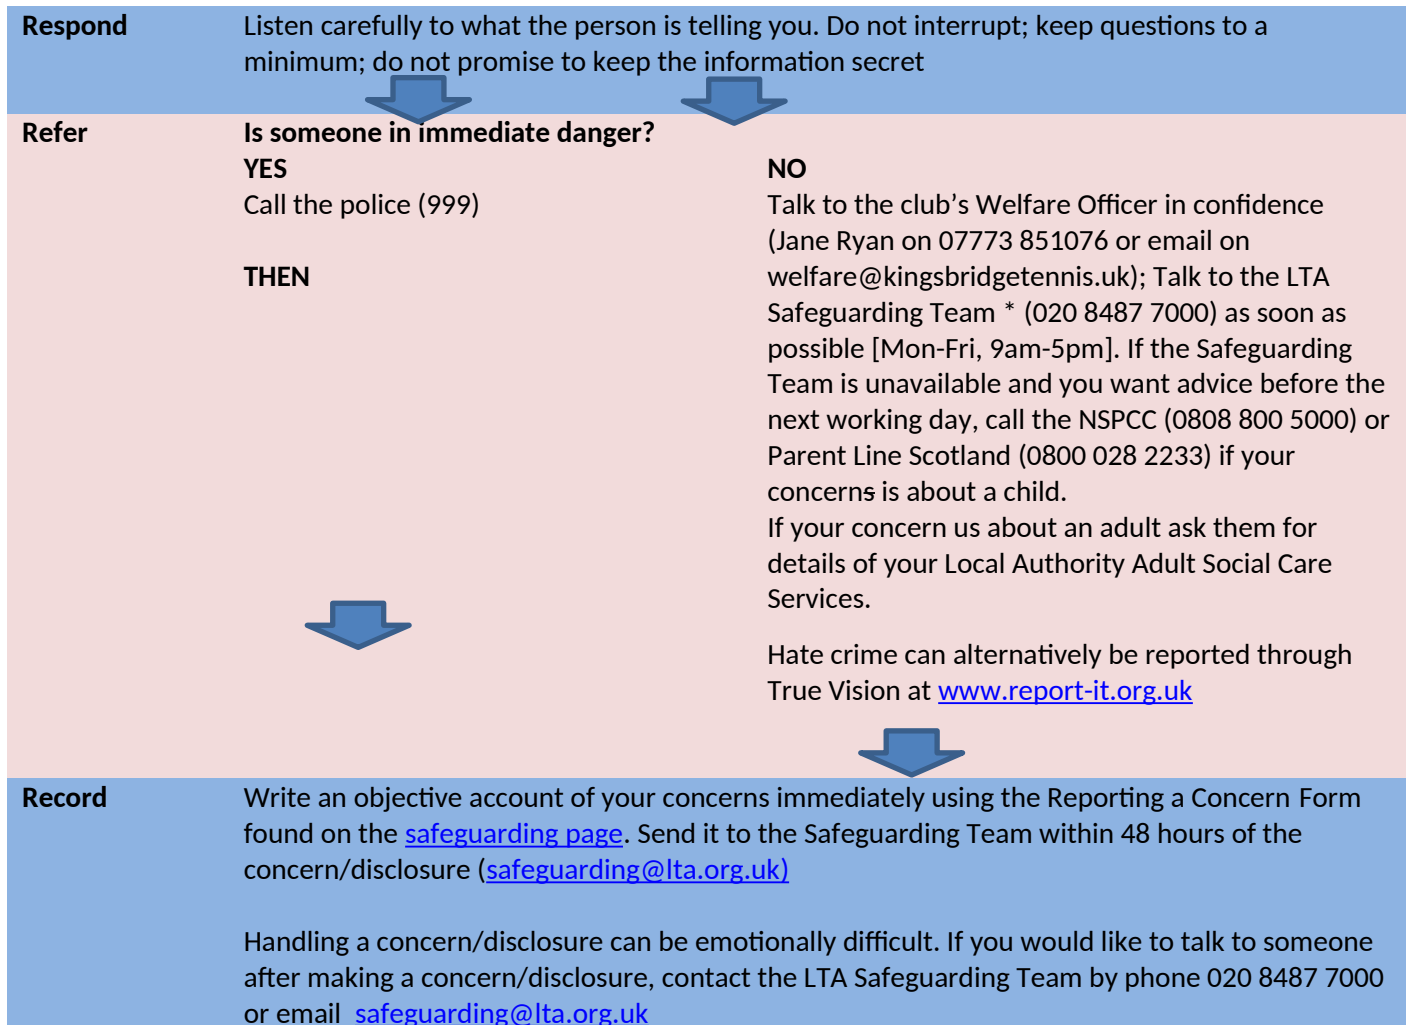 Respond
Listen carefully to what the person is telling you. Do not interrupt; keep questions to a
minimum; do not promise to keep the information secret
Refer
Is someone in immediate danger?
YES
Call the police (999)
THEN
NO
Talk to the club’s Welfare Officer in confidence
(Jane Ryan on 07773 851076 or email on
welfare@kingsbridgetennis.uk); Talk to the LTA
Safeguarding Team * (020 8487 7000) as soon as
possible [Mon-Fri, 9am-5pm]. If the Safeguarding
Team is unavailable and you want advice before the
next working day, call the NSPCC (0808 800 5000) or
Parent Line Scotland (0800 028 2233) if your
concerns is about a child.
If your concern us about an adult ask them for
details of your Local Authority Adult Social Care
Services.
Hate crime can alternatively be reported through
True Vision at www.report-it.org.uk
Record
Write an objective account of your concerns immediately using the Reporting a Concern Form
found on the safeguarding page. Send it to the Safeguarding Team within 48 hours of the
concern/disclosure (safeguarding@lta.org.uk)
Handling a concern/disclosure can be emotionally difficult. If you would like to talk to someone
after making a concern/disclosure, contact the LTA Safeguarding Team by phone 020 8487 7000
or email  safeguarding@lta.org.uk